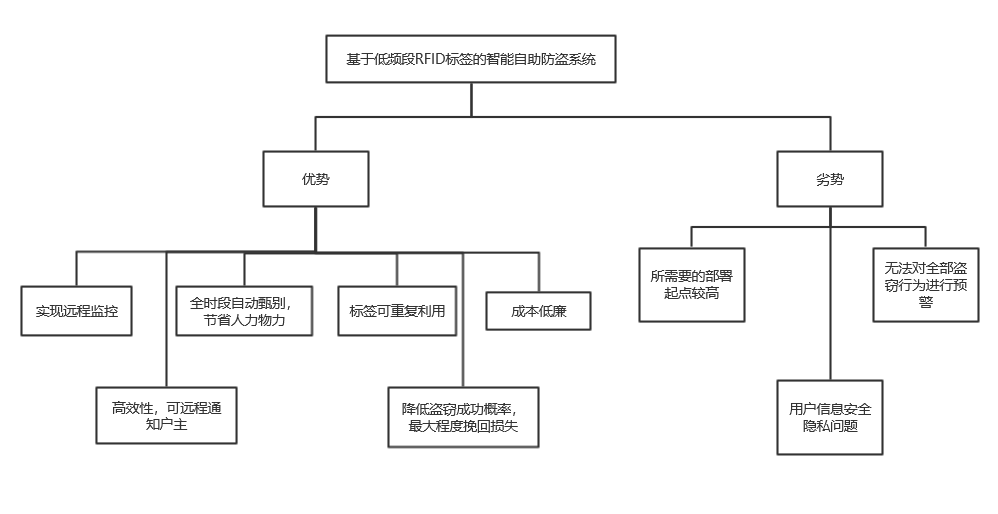 基于低频段RFID标签的智能自助防盗系统
优势
劣势
实现远程监控
全时段自动甄别，
节省人力物力
标签可重复利用
成本低廉
所需要的部署
起点较高
无法对全部盗
窃行为进行预
警
高效性，可远程通
知户主
降低盗窃成功概率，
最大程度挽回损失
用户信息安全
隐私问题